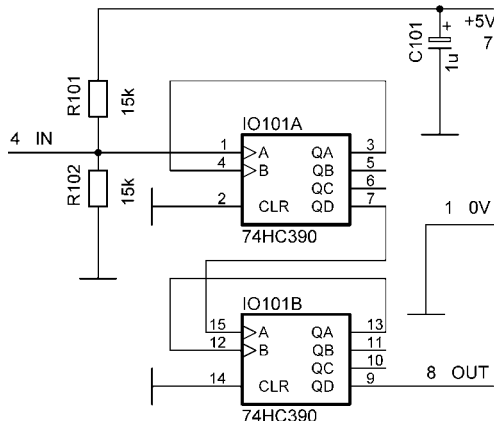 C101
+
1u
+5V
7
R101
15k
4 IN
R102
15k
IO101A
1
A
QA
3
4
B
QB
5
QC
6
2
CLR
QD
7
74HC390
1 0V
IO101B
15
A
QA
13
12
B
QB
11
QC
10
14
CLR
QD
9
8 OUT
74HC390